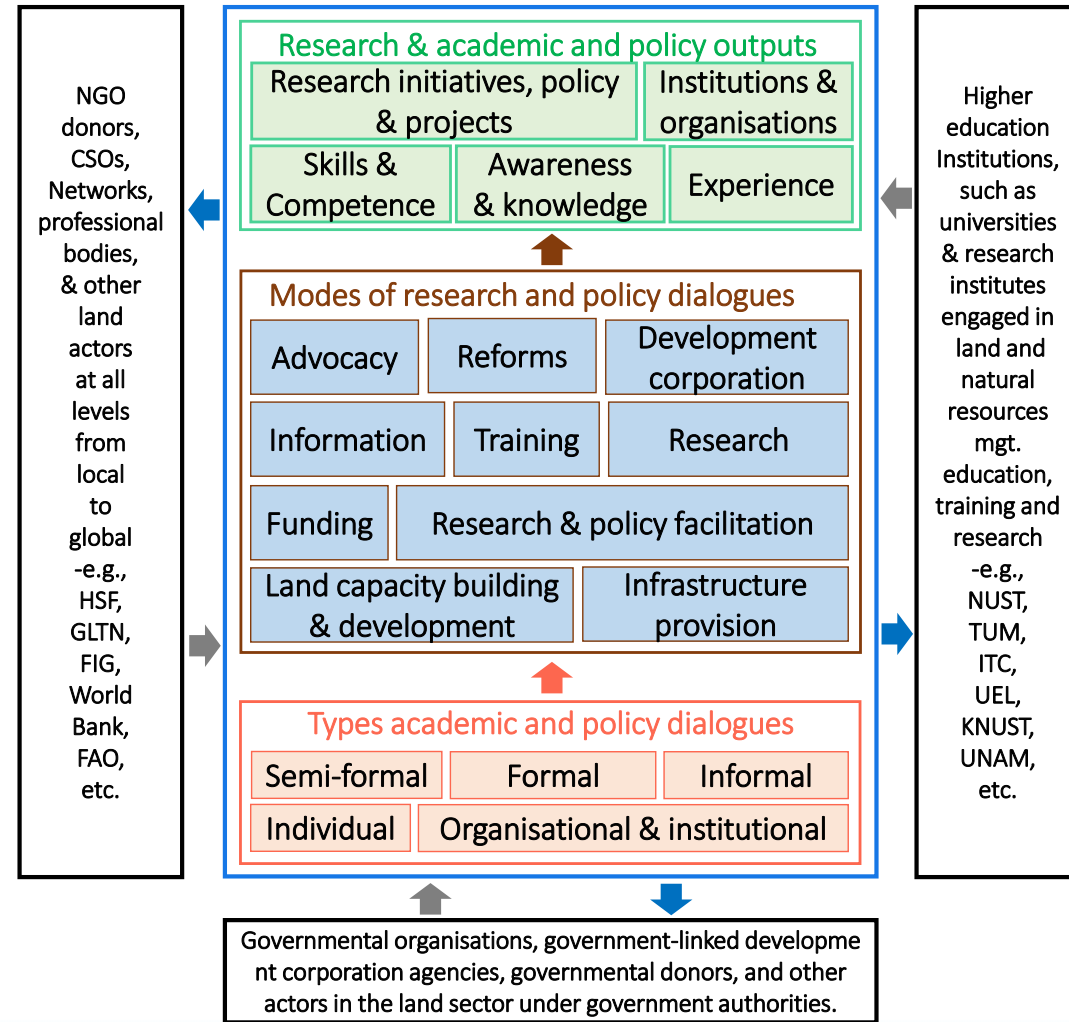 NGO
donors,
CSOs,
Networks,
professional
bodies,
& other
land
actors
at all
levels
from
local
to
global
-e.g.,
HSF,
GLTN,
FIG,
World
Bank,
FAO,
etc.
Research & academic and policy outputs
Research initiatives, policy
& projects
Institutions &
organisations
Skills &
Competence
Awareness
& knowledge
Experience
Modes of research and policy dialogues
Advocacy
Reforms
Development
corporation
Information
Training
Research
Funding
Research & policy facilitation
Land capacity building
& development
Infrastructure
provision
Types academic and policy dialogues
Semi-formal
Formal
Informal
Individual
Organisational & institutional
Higher
education
Institutions,
such as
universities
& research
institutes
engaged in
land and
natural
resources
mgt.
education,
training and
research
-e.g.,
NUST,
TUM,
ITC,
UEL,
KNUST,
UNAM,
etc.
Governmental organisations, government-linked developme
nt corporation agencies, governmental donors, and other
actors in the land sector under government authorities.